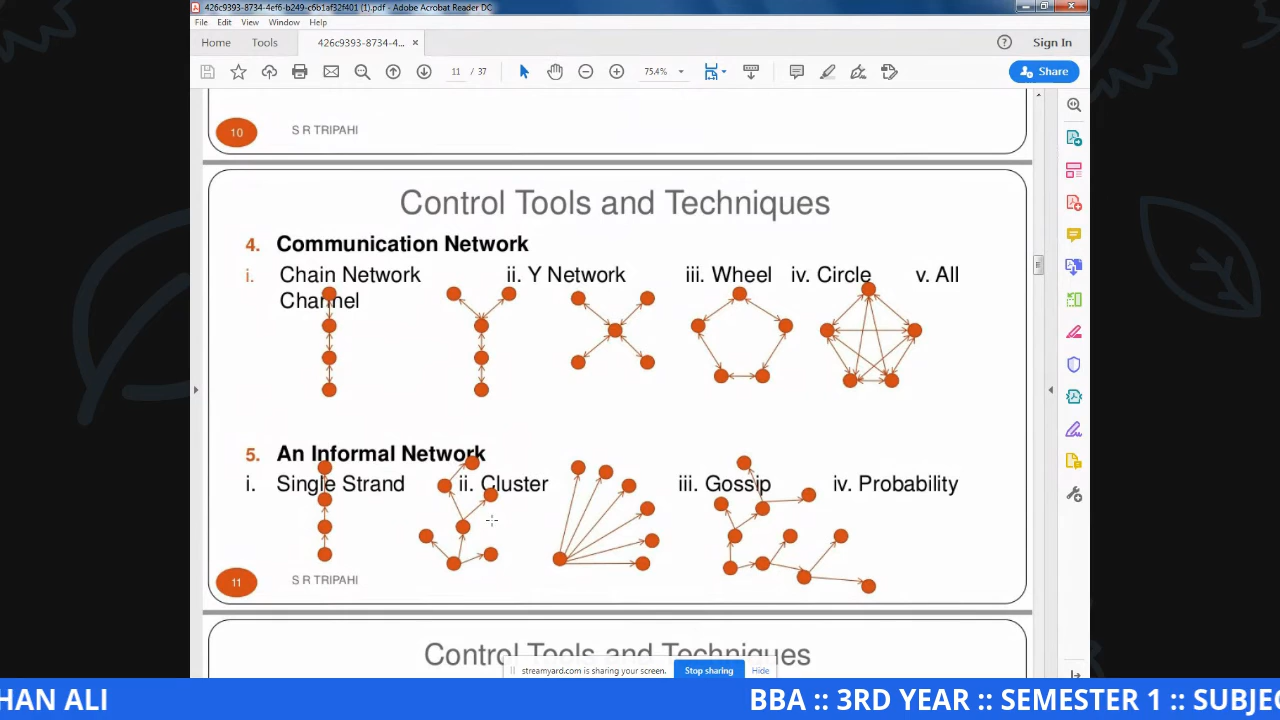 426c9393-8734-4ef6-b249-c6b1af32f401 (1).pdf - Adobe Acrobat Reader DC
File Edit View Window Help
Home Tools 426c9393-8734-4... × Sign In
11 / 37 75.4% Share
10 S R TRIPAHI
Control Tools and Techniques
4. Communication Network
i. Chain Network ii. Y Network iii. Wheel iv. Circle v. All
Channel
5. An Informal Network
i. Single Strand ii. Cluster iii. Gossip iv. Probability
11 S R TRIPAHI
Control Tools and Techniques
streamyard.com is sharing your screen. Stop sharing Hide
HAN ALI BBA :: 3RD YEAR :: SEMESTER 1 :: SUBJEC